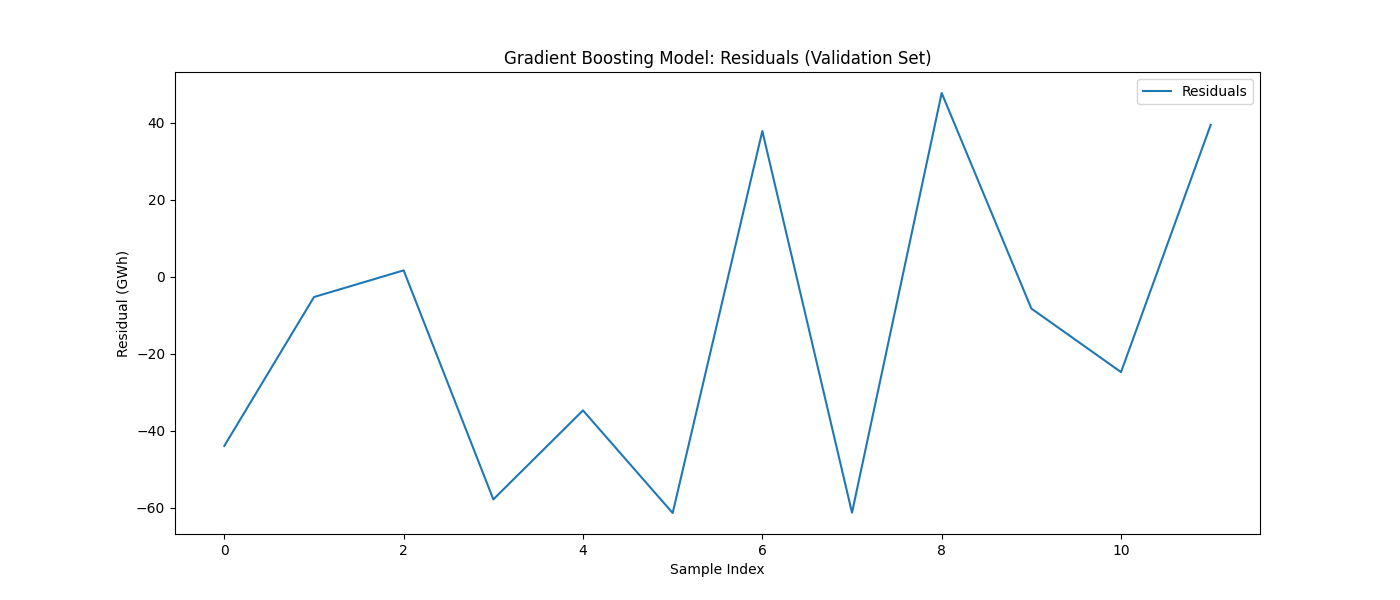 Gradient Boosting Model: Residuals (Validation Set)
Residuals
Residual (GWh)
40
20
0
−20
−40
−60
0 2 4 6 8 10
Sample Index